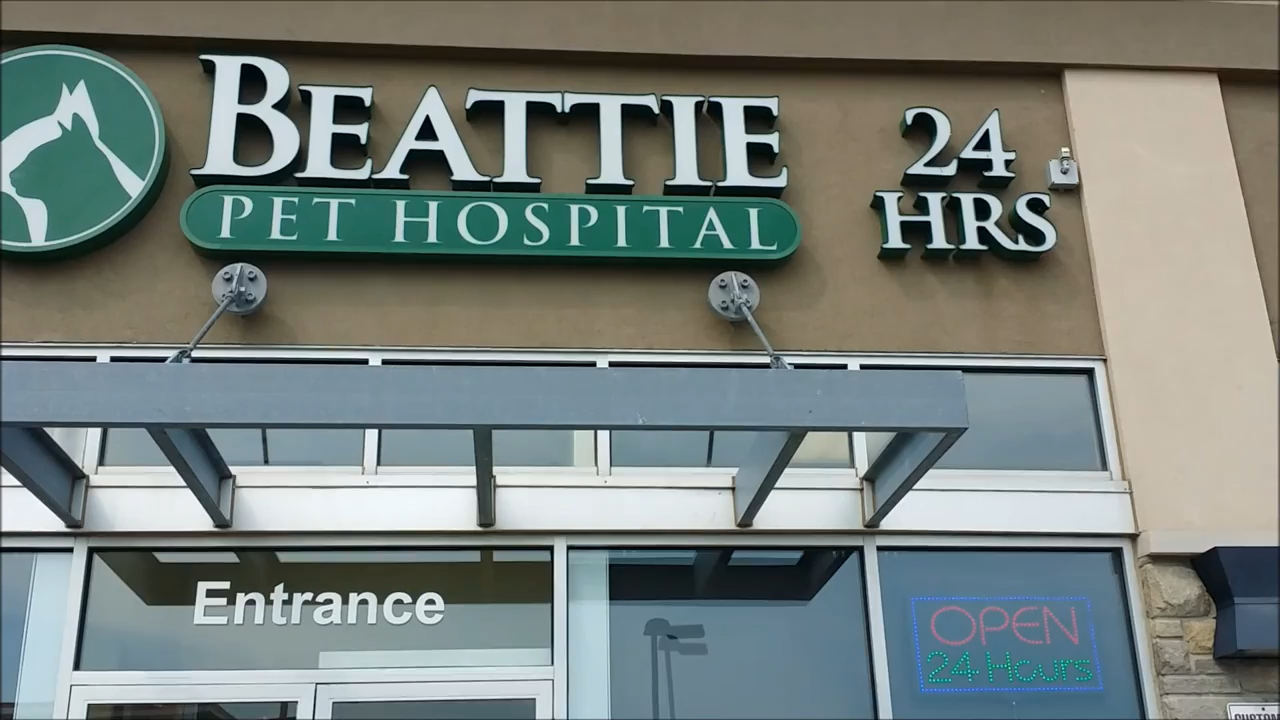 BEATTIE
PET HOSPITAL
24
HRS
Entrance
OPEN
24 Hours